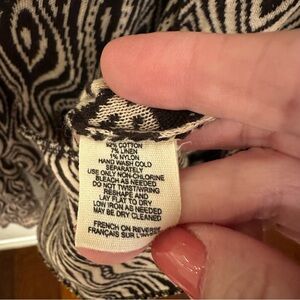 92% COTTON
7% LINEN
1% NYLON
HAND WASH COLD
SEPARATELY
USE ONLY NON-CHLORINE
BLEACH AS NEEDED
DO NOT TWIST/WRING
RESHAPE AND
LAY FLAT TO DRY
LOW IRON AS NEEDED
MAY BE DRY CLEANED
FRENCH ON REVERSE
FRANÇAIS SUR L'